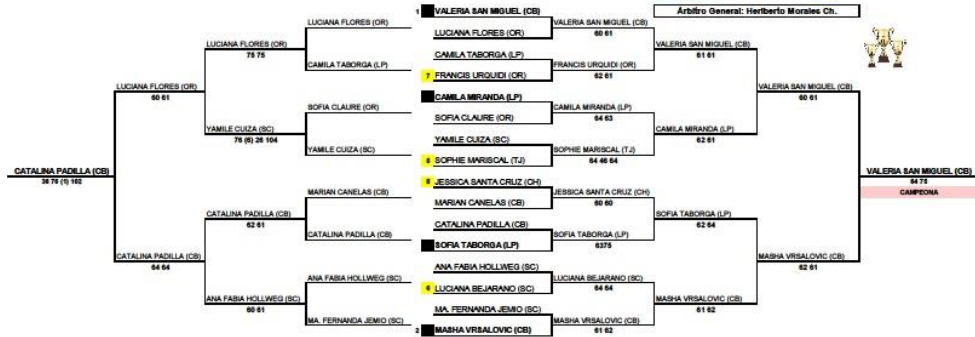 Árbitro General: Heriberto Morales Ch.
1 VALERIA SAN MIGUEL (CB)
LUCIANA FLORES (OR)
CAMILA TABORGA (LP)
7 FRANCIS URQUIDI (OR)
CAMILA MIRANDA (LP)
SOFIA CLAURE (OR)
YAMILE CUIZA (SC)
SOPHIE MARISCAL (TJ)
JESSICA SANTA CRUZ (CH)
MARIAN CANELAS (CB)
CATALINA PADILLA (CB)
SOFIA TABORGA (LP)
ANA FABIA HOLLWEG (SC)
6 LUCIANA BEJARANO (SC)
MA. FERNANDA JEMIO (SC)
2 MASHA VRSALOVIC (CB)
VALERIA SAN MIGUEL (CB)
60 61
FRANCIS URQUIDI (OR)
62 61
CAMILA MIRANDA (LP)
64 63
SOPHIE MARISCAL (TJ)
64 46 64
JESSICA SANTA CRUZ (CH)
60 60
SOFIA TABORGA (LP)
6375
LUCIANA BEJARANO (SC)
64 64
MASHA VRSALOVIC (CB)
61 62
VALERIA SAN MIGUEL (CB)
61 61
CAMILA MIRANDA (LP)
62 61
SOFIA TABORGA (LP)
62 64
MASHA VRSALOVIC (CB)
61 62
VALERIA SAN MIGUEL (CB)
60 61
MASHA VRSALOVIC (CB)
62 61
VALERIA SAN MIGUEL (CB)
64 75
CAMPEONA
LUCIANA FLORES (OR)
CAMILA TABORGA (LP)
SOFIA CLAURE (OR)
YAMILE CUIZA (SC)
MARIAN CANELAS (CB)
CATALINA PADILLA (CB)
ANA FABIA HOLLWEG (SC)
MA. FERNANDA JEMIO (SC)
LUCIANA FLORES (OR)
75 75
YAMILE CUIZA (SC)
76 (6) 26 104
CATALINA PADILLA (CB)
62 61
ANA FABIA HOLLWEG (SC)
60 61
LUCIANA FLORES (OR)
60 61
CATALINA PADILLA (CB)
64 64
CATALINA PADILLA (CB)
36 76 (1) 102